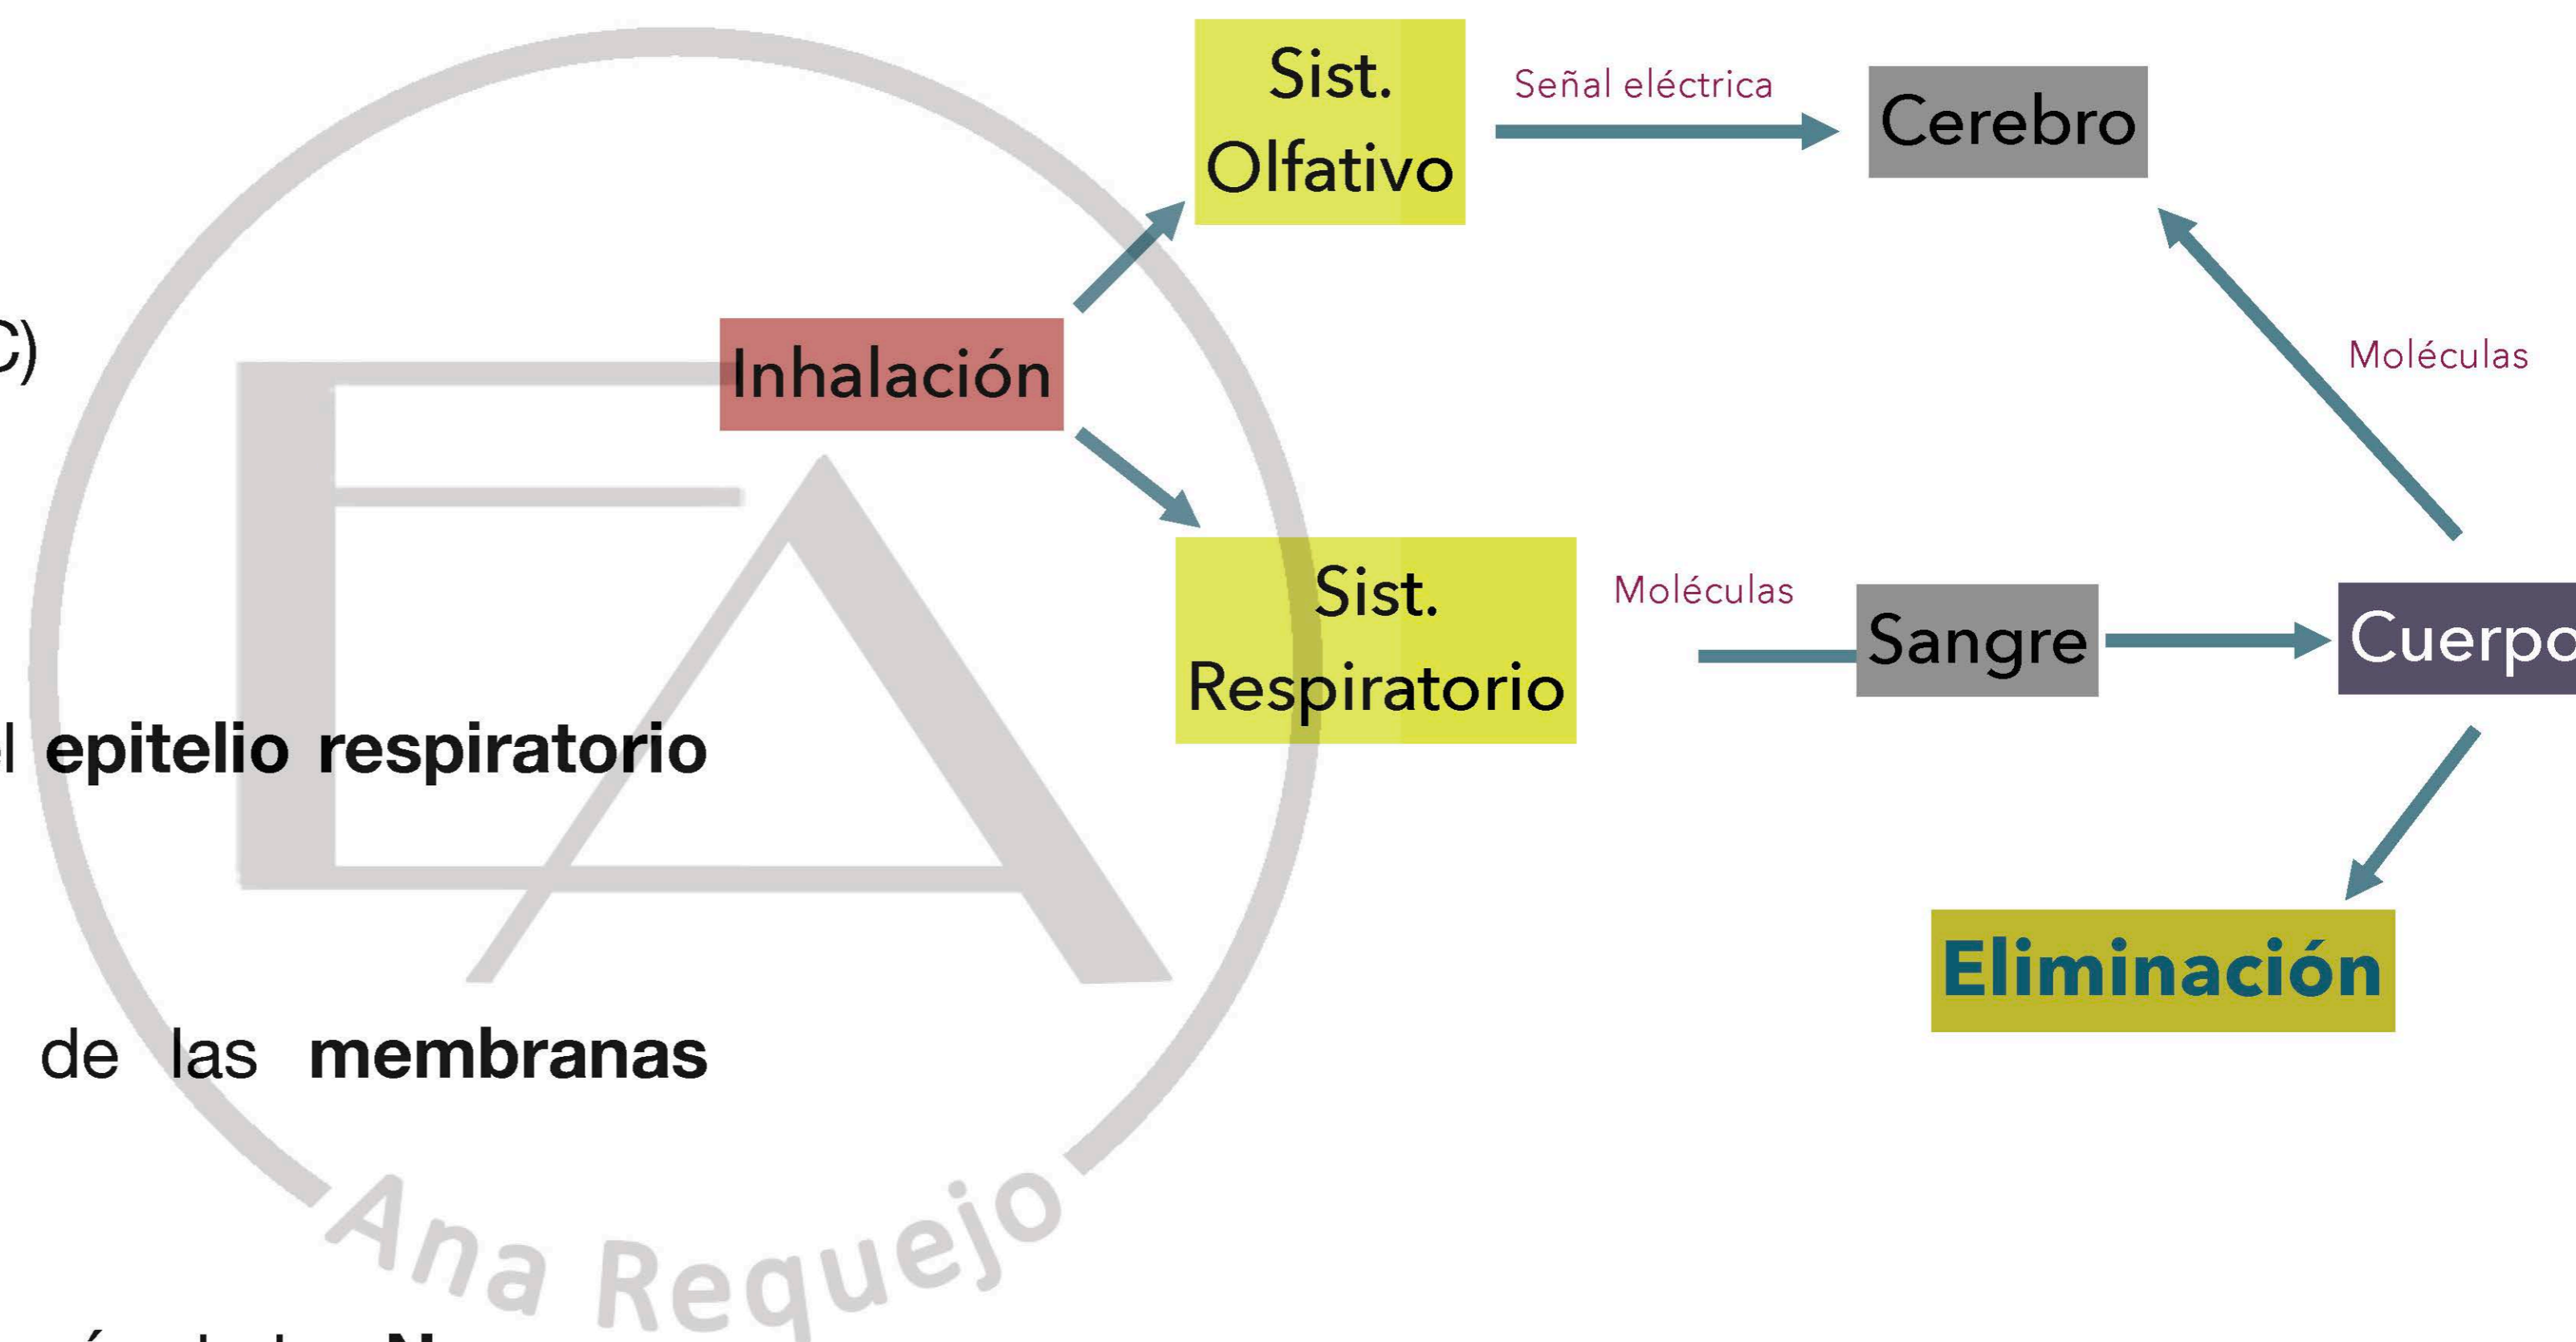 C)
el epitelio respiratorio
de las membranas
Sist.
Olfativo
Señal eléctrica
Cerebro
Inhalación
Moléculas
Sist.
Respiratorio
Moléculas
Sangre
Cuerpo
Eliminación
Ana Requejo